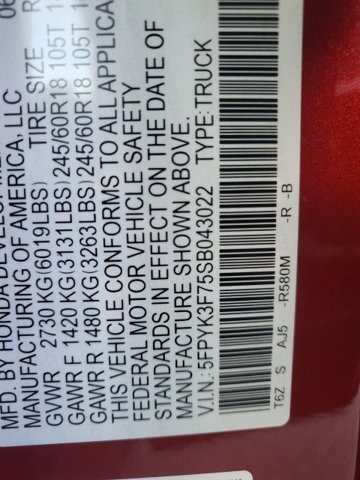 MFD. BY HONDA DEVELOPMENT
MANUFACTURING OF AMERICA, LLC
TIRE SIZE
GVWR 2730 KG(6019LBS)
GAWR F 1420 KG(3131LBS) 245/60R18 105T
GAWR R 1480 KG(3263LBS) 245/60R18 105T
THIS VEHICLE CONFORMS TO ALL APPLICA
FEDERAL MOTOR VEHICLE SAFETY
STANDARDS IN EFFECT ON THE DATE OF
MANUFACTURE SHOWN ABOVE.
V.I.N.: 5FPYK3F75SB043022 TYPE: TRUCK
T6Z S AJ5 -R580M -R -B